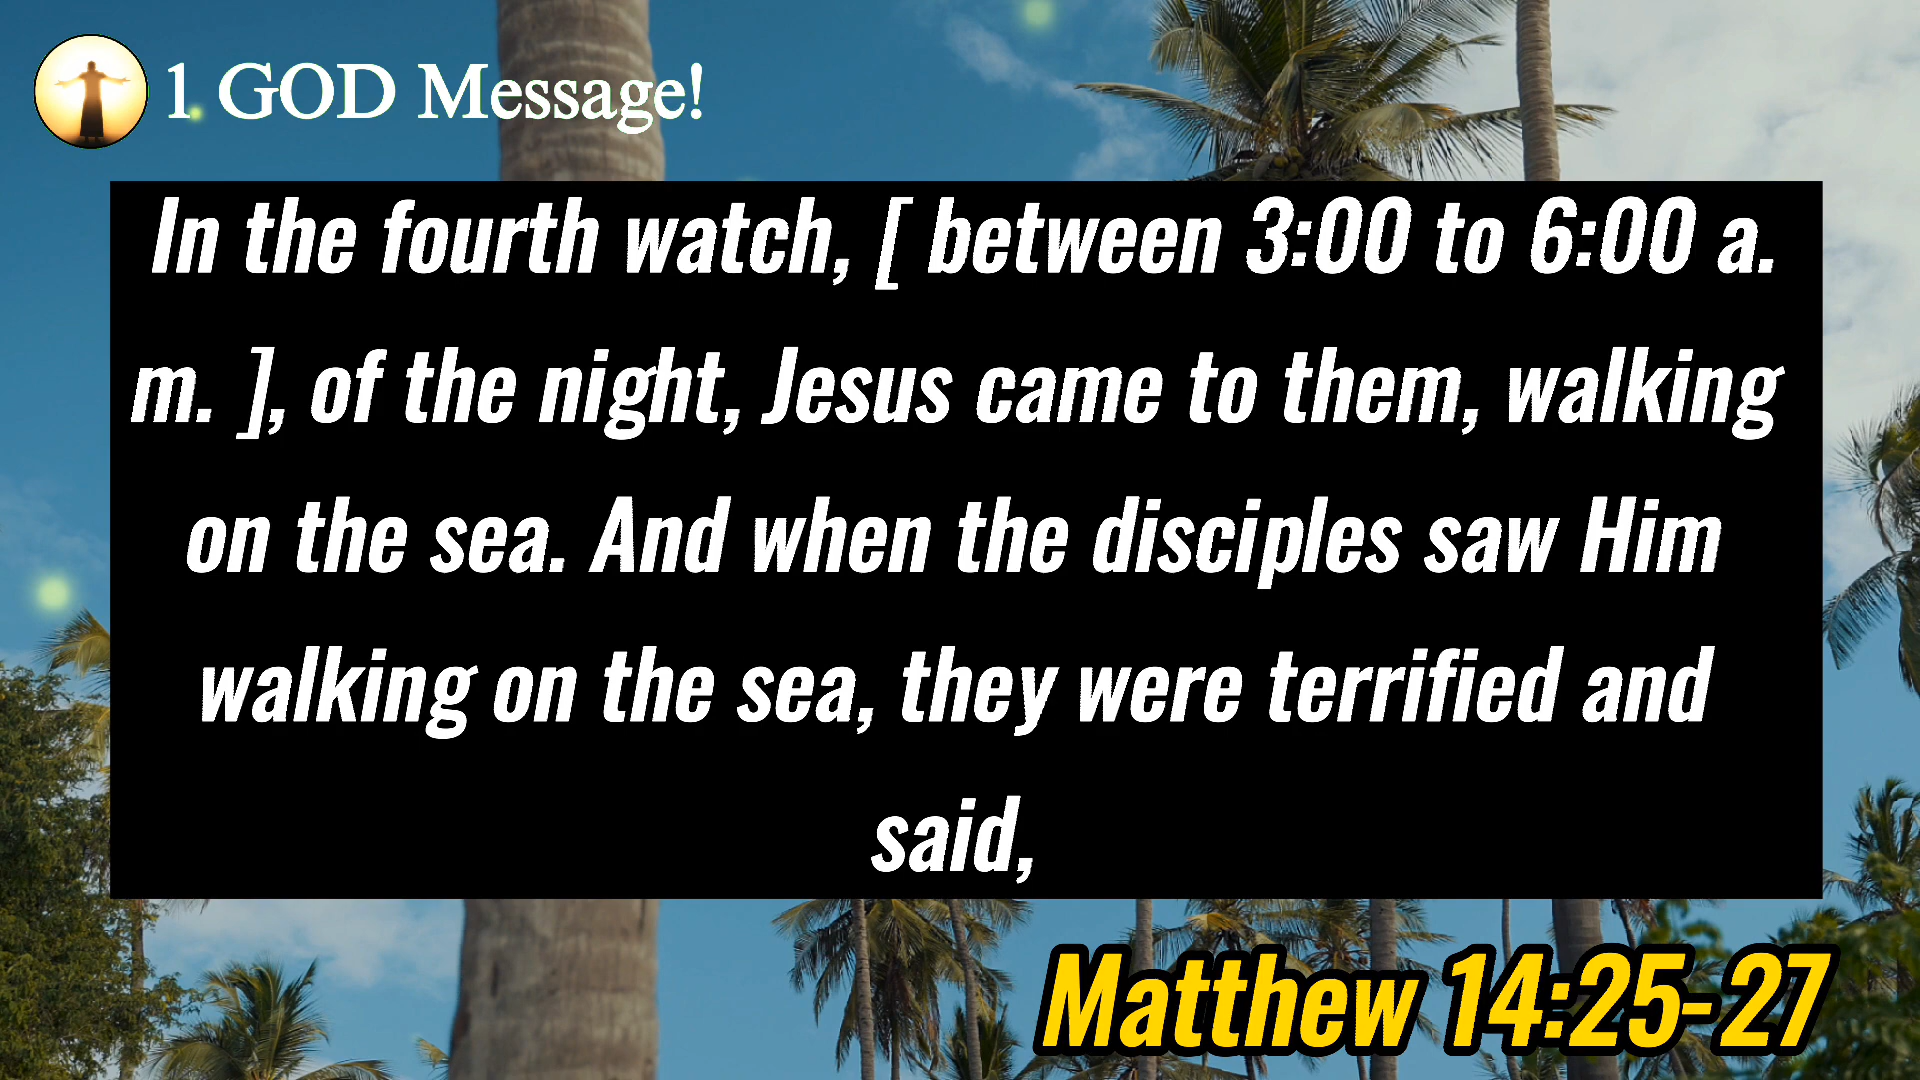 1 GOD Message!
In the fourth watch, [ between 3:00 to 6:00 a.
m. ], of the night, Jesus came to them, walking
on the sea. And when the disciples saw Him
walking on the sea, they were terrified and
said,
Matthew 14:25-27